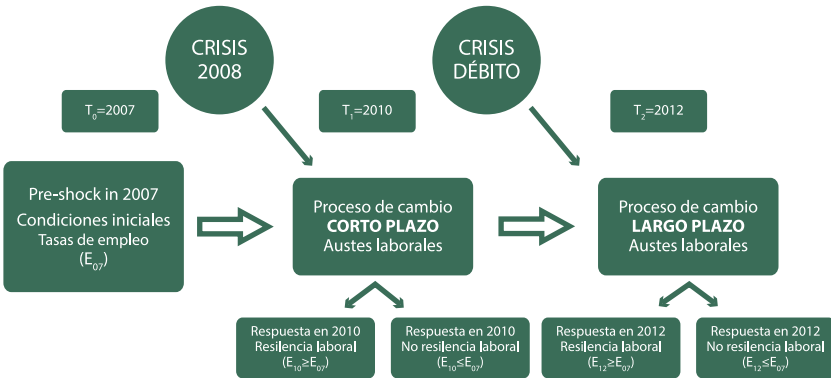 CRISIS
2008
CRISIS
DÉBITO
T₀=2007
T₁=2010
T₂=2012
Pre-shock in 2007
Condiciones iniciales
Tasas de empleo
(E₀₇)
Proceso de cambio
CORTO PLAZO
Austes laborales
Proceso de cambio
LARGO PLAZO
Austes laborales
Respuesta en 2010
Resilencia laboral
(E₁₀≥E₀₇)
Respuesta en 2010
No resilencia laboral
(E₁₀≤E₀₇)
Respuesta en 2012
Resilencia laboral
(E₁₂≥E₀₇)
Respuesta en 2012
No resilencia laboral
(E₁₂≤E₀₇)